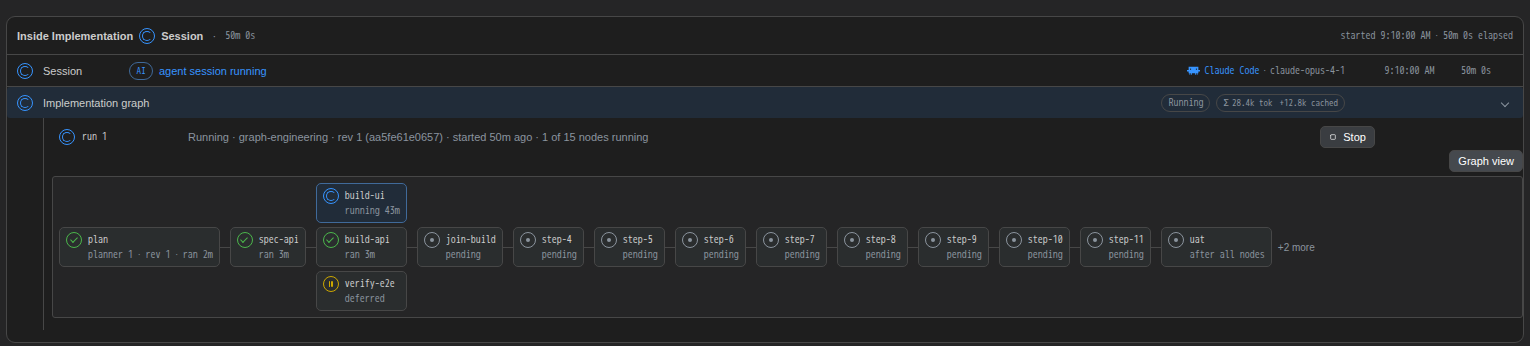 Inside Implementation Session · 50m 0s started 9:10:00 AM · 50m 0s elapsed
Session AI agent session running Claude Code · claude-opus-4-1 9:10:00 AM 50m 0s
Implementation graph Running Σ 28.4k tok +12.8k cached
run 1 Running · graph-engineering · rev 1 (aa5fe61e0657) · started 50m ago · 1 of 15 nodes running Stop
Graph view
build-ui
running 43m
plan spec-api build-api join-build step-4 step-5 step-6 step-7 step-8 step-9 step-10 step-11 uat
planner 1 · rev 1 · ran 2m ran 3m ran 3m pending pending pending pending pending pending pending pending pending after all nodes +2 more
verify-e2e
deferred